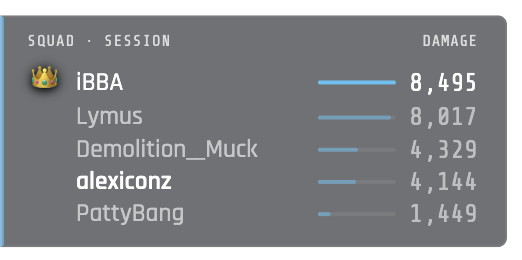 SQUAD · SESSION DAMAGE
iBBA 8,495
Lymus 8,017
Demolition__Muck 4,329
alexiconz 4,144
PattyBang 1,449